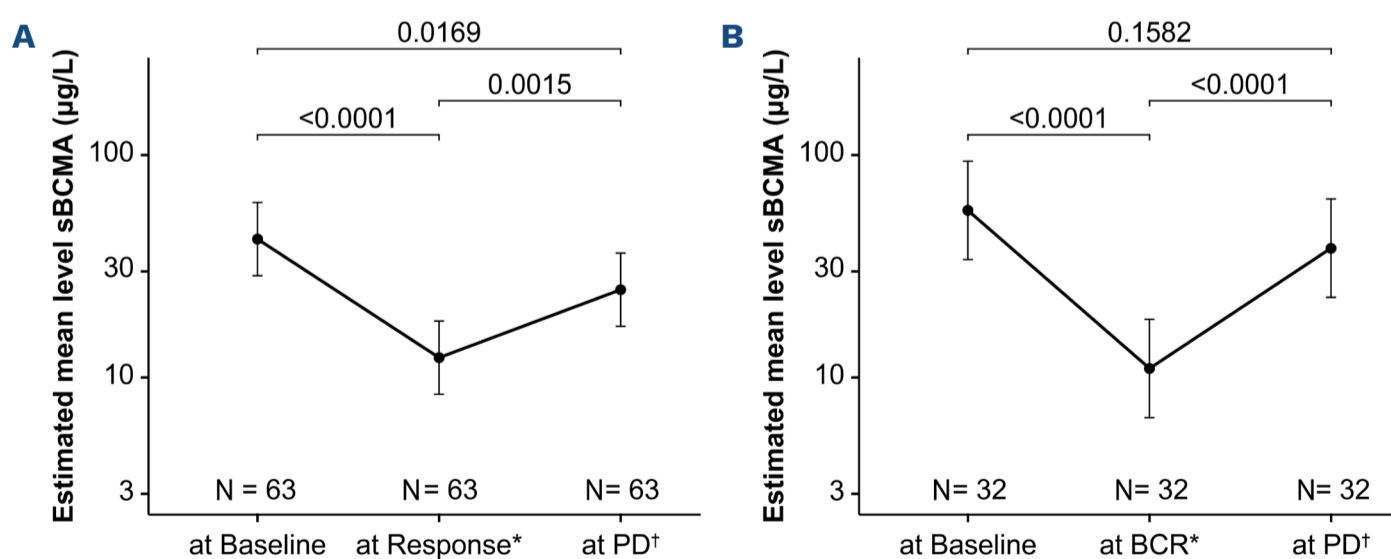 A
Estimated mean level sBCMA (μg/L)
0.0169
0.0015
<0.0001
100
30
10
3
N = 63
N= 63
N= 63
at Baseline
at Response*
at PD†
B
Estimated mean level sBCMA (μg/L)
0.1582
<0.0001
<0.0001
100
30
10
3
N= 32
N= 32
N= 32
at Baseline
at BCR*
at PD†